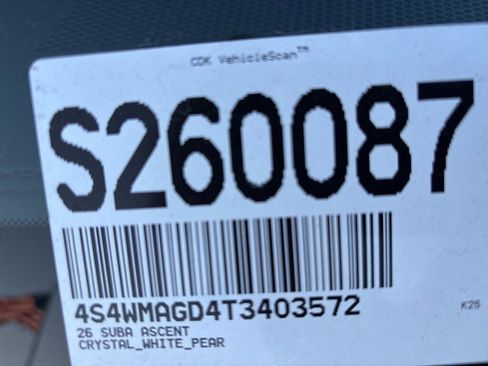 CDK VehicleScan™
S260087
4S4WMAGD4T3403572
K25
26 SUBA ASCENT
CRYSTAL_WHITE_PEAR